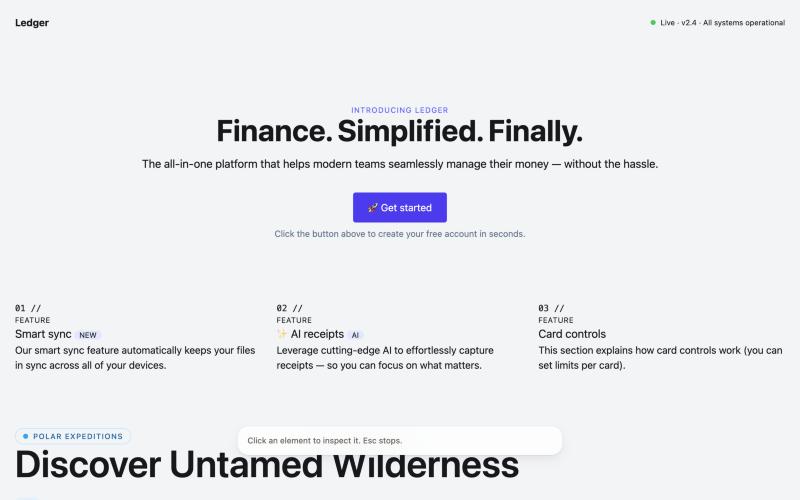 Ledger
Live · v2.4 · All systems operational
INTRODUCING LEDGER
Finance. Simplified. Finally.
The all-in-one platform that helps modern teams seamlessly manage their money — without the hassle.
🚀 Get started
Click the button above to create your free account in seconds.
01 //
FEATURE
Smart sync NEW
Our smart sync feature automatically keeps your files
in sync across all of your devices.
02 //
FEATURE
✨ AI receipts AI
Leverage cutting-edge AI to effortlessly capture
receipts — so you can focus on what matters.
03 //
FEATURE
Card controls
This section explains how card controls work (you can
set limits per card).
POLAR EXPEDITIONS
Click an element to inspect it. Esc stops.
Discover Untamed Wilderness